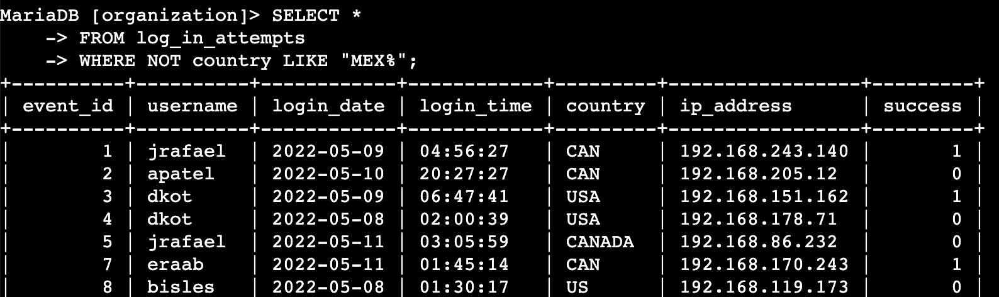 MariaDB [organization]> SELECT *
    -> FROM log_in_attempts
    -> WHERE NOT country LIKE "MEX%";
+----------+----------+------------+------------+---------+-----------------+---------+
| event_id | username | login_date | login_time | country | ip_address      | success |
+----------+----------+------------+------------+---------+-----------------+---------+
|        1 | jrafael  | 2022-05-09 | 04:56:27   | CAN     | 192.168.243.140 |       1 |
|        2 | apatel   | 2022-05-10 | 20:27:27   | CAN     | 192.168.205.12  |       0 |
|        3 | dkot     | 2022-05-09 | 06:47:41   | USA     | 192.168.151.162 |       1 |
|        4 | dkot     | 2022-05-08 | 02:00:39   | USA     | 192.168.178.71  |       0 |
|        5 | jrafael  | 2022-05-11 | 03:05:59   | CANADA  | 192.168.86.232  |       0 |
|        7 | eraab    | 2022-05-11 | 01:45:14   | CAN     | 192.168.170.243 |       1 |
|        8 | bisles   | 2022-05-08 | 01:30:17   | US      | 192.168.119.173 |       0 |